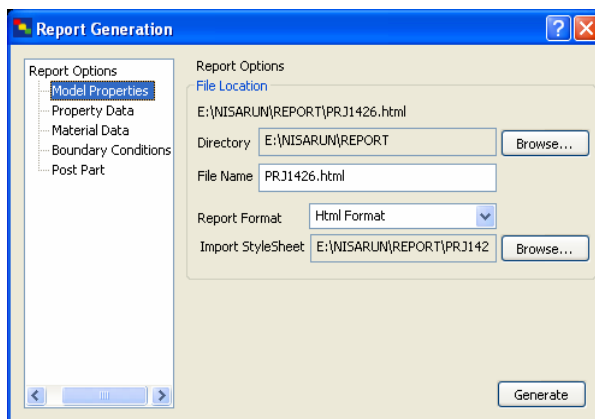 Report Generation
Report Options
Model Properties
Property Data
Material Data
Boundary Conditions
Post Part
Report Options
File Location
E:\NISARUN\REPORT\PRJ1426.html
Directory E:\NISARUN\REPORT Browse...
File Name PRJ1426.html
Report Format Html Format
Import StyleSheet E:\NISARUN\REPORT\PRJ142 Browse...
Generate